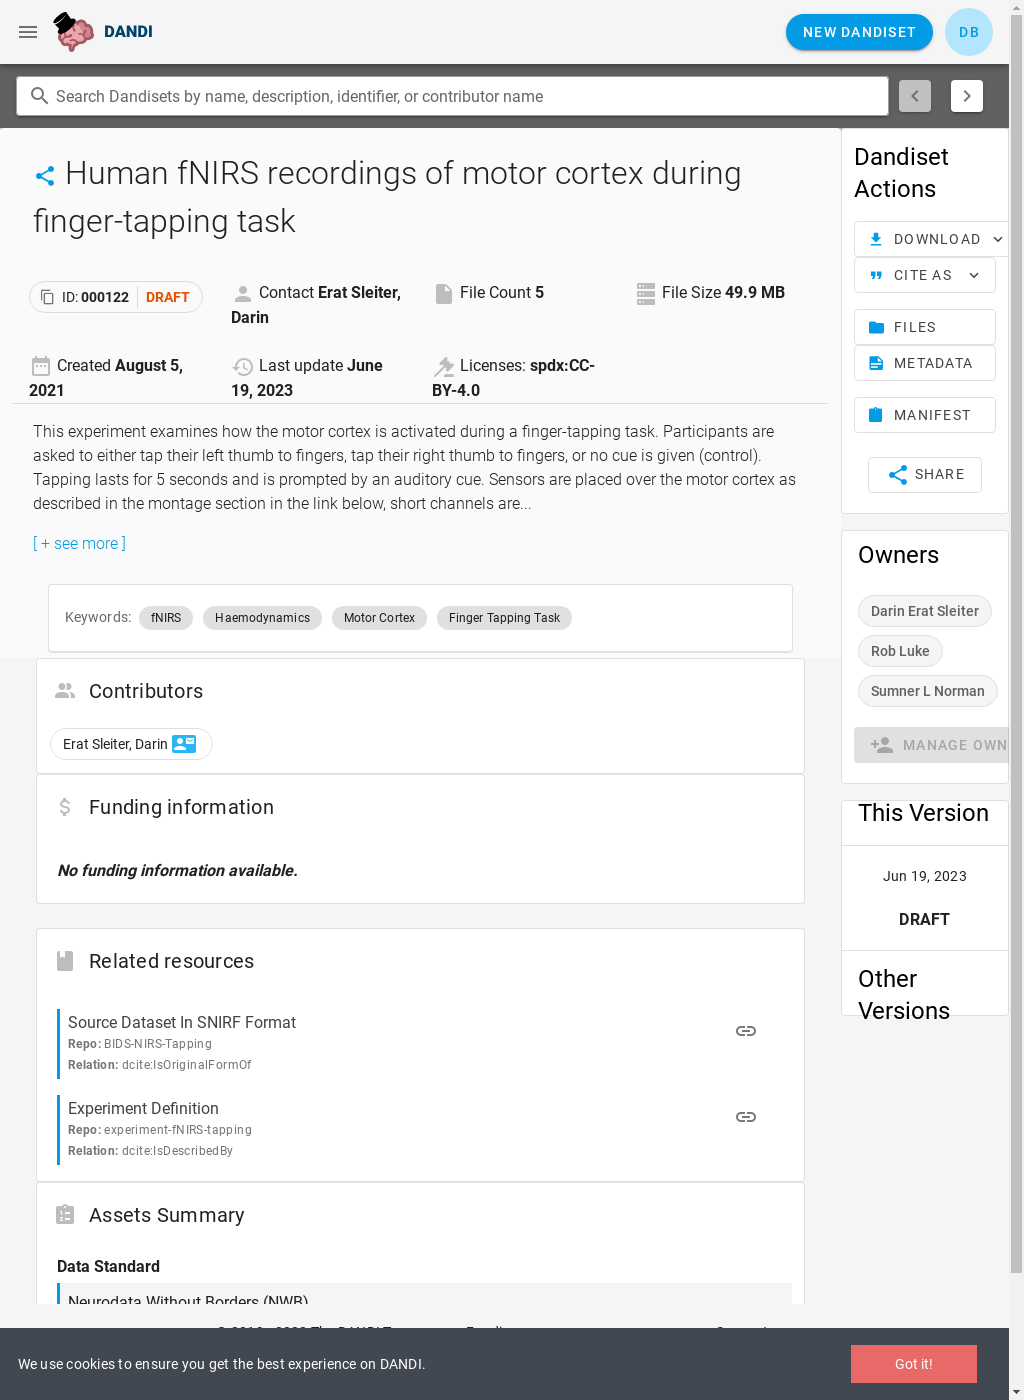 DANDI
NEW DANDISET
DB
Search Dandisets by name, description, identifier, or contributor name
Human fNIRS recordings of motor cortex during
finger-tapping task
ID: 000122 DRAFT
Contact Erat Sleiter,
Darin
File Count 5
File Size 49.9 MB
Created August 5,
2021
Last update June
19, 2023
Licenses: spdx:CC-
BY-4.0
This experiment examines how the motor cortex is activated during a finger-tapping task. Participants are
asked to either tap their left thumb to fingers, tap their right thumb to fingers, or no cue is given (control).
Tapping lasts for 5 seconds and is prompted by an auditory cue. Sensors are placed over the motor cortex as
described in the montage section in the link below, short channels are...
[ + see more ]
Keywords: fNIRS Haemodynamics Motor Cortex Finger Tapping Task
Contributors
Erat Sleiter, Darin
Funding information
No funding information available.
Related resources
Source Dataset In SNIRF Format
Repo: BIDS-NIRS-Tapping
Relation: dcite:IsOriginalFormOf
Experiment Definition
Repo: experiment-fNIRS-tapping
Relation: dcite:IsDescribedBy
Assets Summary
Data Standard
Neurodata Without Borders (NWB)
Dandiset
Actions
DOWNLOAD
CITE AS
FILES
METADATA
MANIFEST
SHARE
Owners
Darin Erat Sleiter
Rob Luke
Sumner L Norman
MANAGE OWN
This Version
Jun 19, 2023
DRAFT
Other
Versions
We use cookies to ensure you get the best experience on DANDI.
Got it!